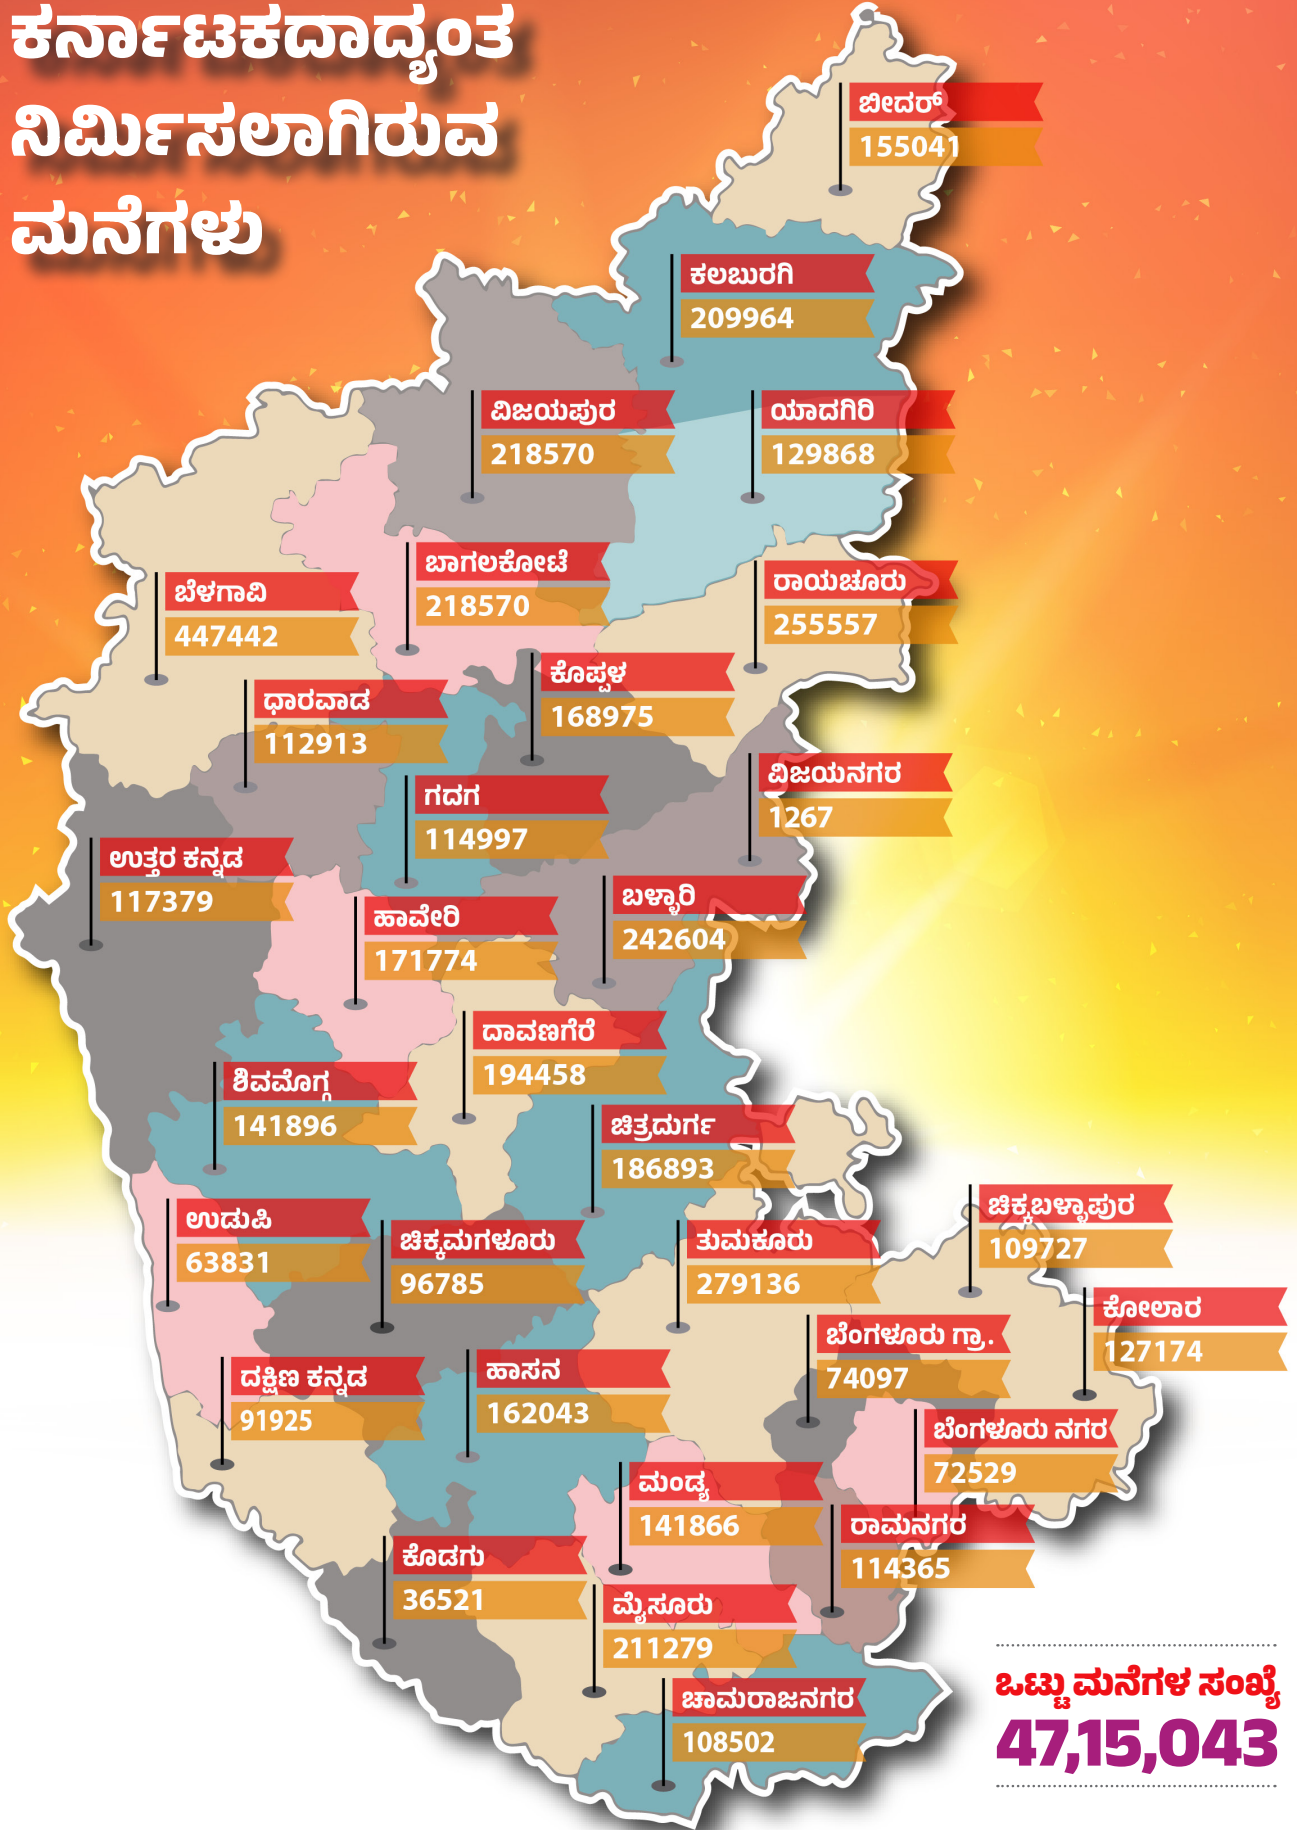 ಕರ್ನಾಟಕದಾದ್ಯಂತ
ನಿರ್ಮಿಸಲಾಗಿರುವ
ಮನೆಗಳು
ಬೀದರ್
155041
ಕಲಬುರಗಿ
209964
ವಿಜಯಪುರ
218570
ಯಾದಗಿರಿ
129868
ಬಾಗಲಕೋಟೆ
218570
ಬೆಳಗಾವಿ
447442
ರಾಯಚೂರು
255557
ಕೊಪ್ಪಳ
168975
ಧಾರವಾಡ
112913
ವಿಜಯನಗರ
1267
ಗದಗ
114997
ಉತ್ತರ ಕನ್ನಡ
117379
ಬಳ್ಳಾರಿ
242604
ಹಾವೇರಿ
171774
ದಾವಣಗೆರೆ
194458
ಶಿವಮೊಗ್ಗ
141896
ಚಿತ್ರದುರ್ಗ
186893
ಚಿಕ್ಕಬಳ್ಳಾಪುರ
109727
ಉಡುಪಿ
63831
ಚಿಕ್ಕಮಗಳೂರು
96785
ತುಮಕೂರು
279136
ಕೋಲಾರ
127174
ಬೆಂಗಳೂರು ಗ್ರಾ.
74097
ದಕ್ಷಿಣ ಕನ್ನಡ
91925
ಹಾಸನ
162043
ಬೆಂಗಳೂರು ನಗರ
72529
ಮಂಡ್ಯ
141866
ರಾಮನಗರ
114365
ಕೊಡಗು
36521
ಮೈಸೂರು
211279
ಚಾಮರಾಜನಗರ
108502
ಒಟ್ಟು ಮನೆಗಳ ಸಂಖ್ಯೆ
47,15,043